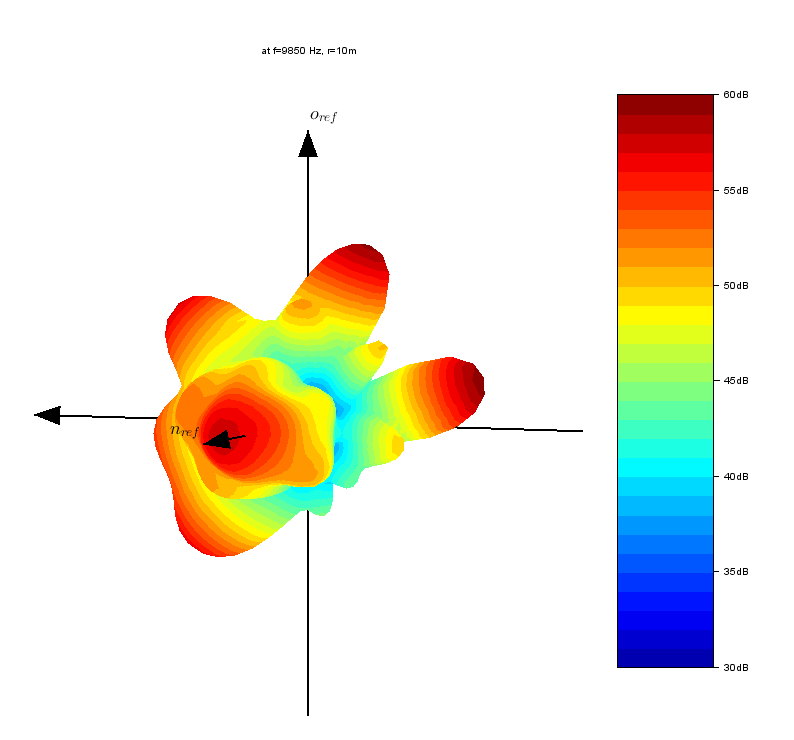 at f=9850 Hz, r=10m
o_ref
n_ref
60dB
55dB
50dB
45dB
40dB
35dB
30dB